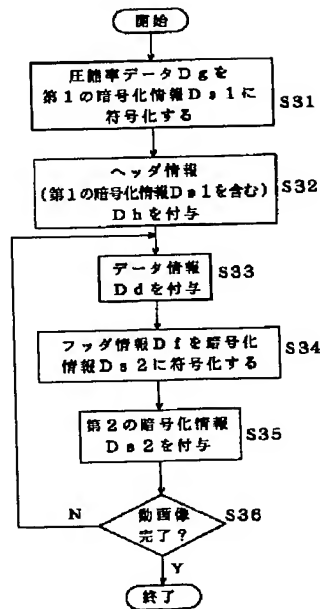 開始
圧縮率データDgを
第1の暗号化情報Ds1に
符号化する
S31
ヘッダ情報
(第1の暗号化情報Ds1を含む)
Dhを付与
S32
データ情報
Ddを付与
S33
フッダ情報Dfを暗号化
情報Ds2に符号化する
S34
第2の暗号化情報
Ds2を付与
S35
N
動画像
完了?
S36
Y
終了